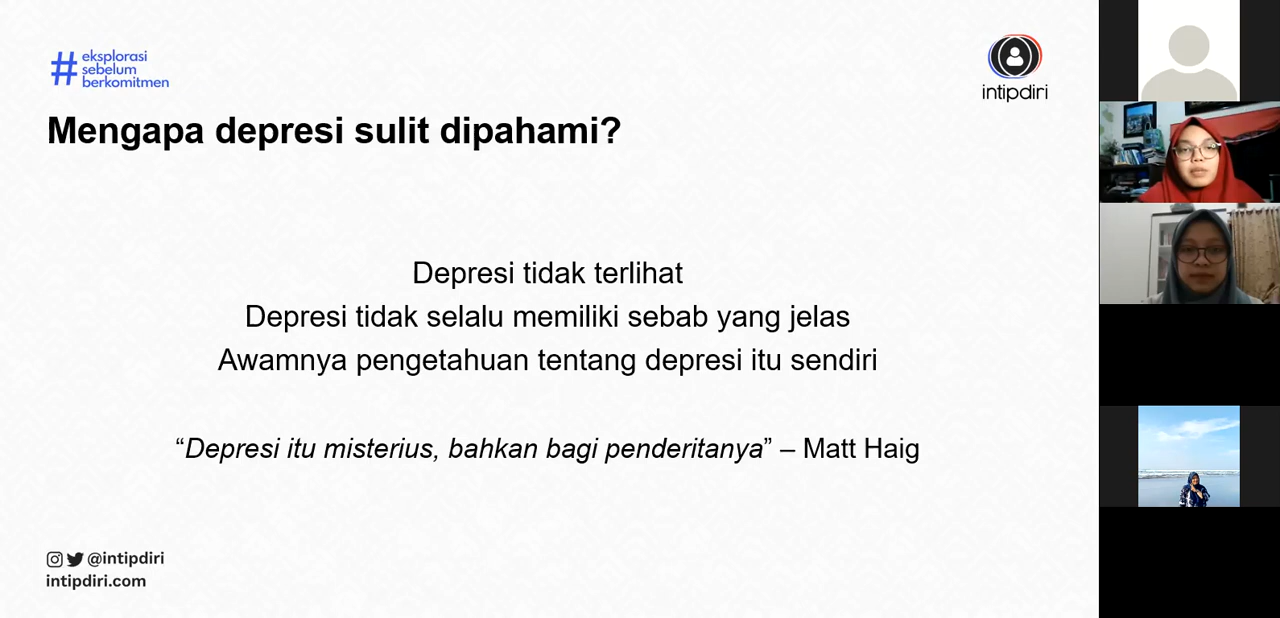 #
eksplorasi
sebelum
berkomitmen
intipdiri
Mengapa depresi sulit dipahami?
Depresi tidak terlihat
Depresi tidak selalu memiliki sebab yang jelas
Awamnya pengetahuan tentang depresi itu sendiri
“Depresi itu misterius, bahkan bagi penderitanya” – Matt Haig
@intipdiri
intipdiri.com